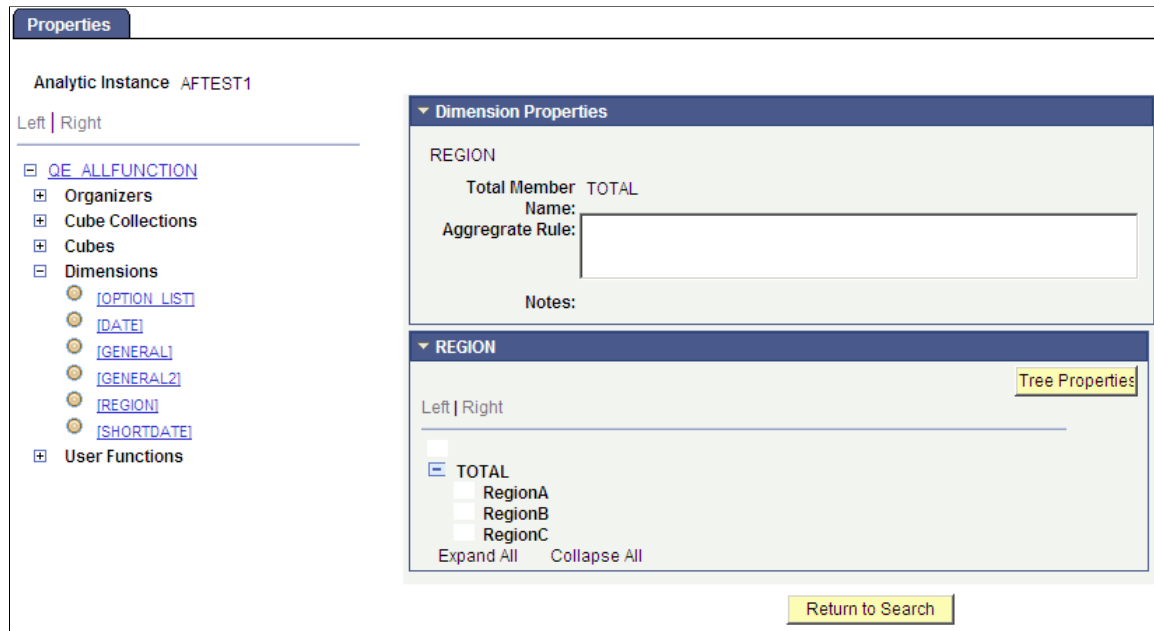 Properties
Analytic Instance AFTEST1
Left | Right
QE_ALLFUNCTION
Organizers
Cube Collections
Cubes
Dimensions
[OPTION_LIST]
[DATE]
[GENERAL]
[GENERAL2]
[REGION]
[SHORTDATE]
User Functions
Dimension Properties
REGION
Total Member TOTAL
Name:
Aggregrate Rule:
Notes:
REGION
Tree Properties
Left | Right
TOTAL
RegionA
RegionB
RegionC
Expand All Collapse All
Return to Search